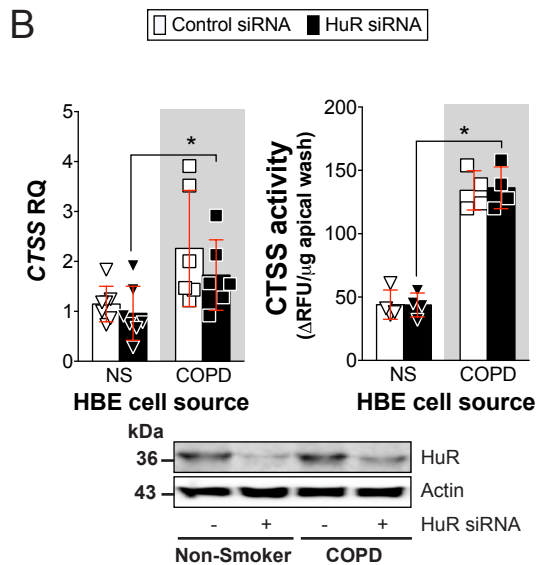 B
Control siRNA HuR siRNA
CTSS RQ
5
4
3
2
1
0
*
NS COPD
HBE cell source
CTSS activity
(ΔRFU/µg apical wash)
200
150
100
50
0
*
NS COPD
HBE cell source
kDa
36 HuR
43 Actin
- + - + HuR siRNA
Non-Smoker COPD